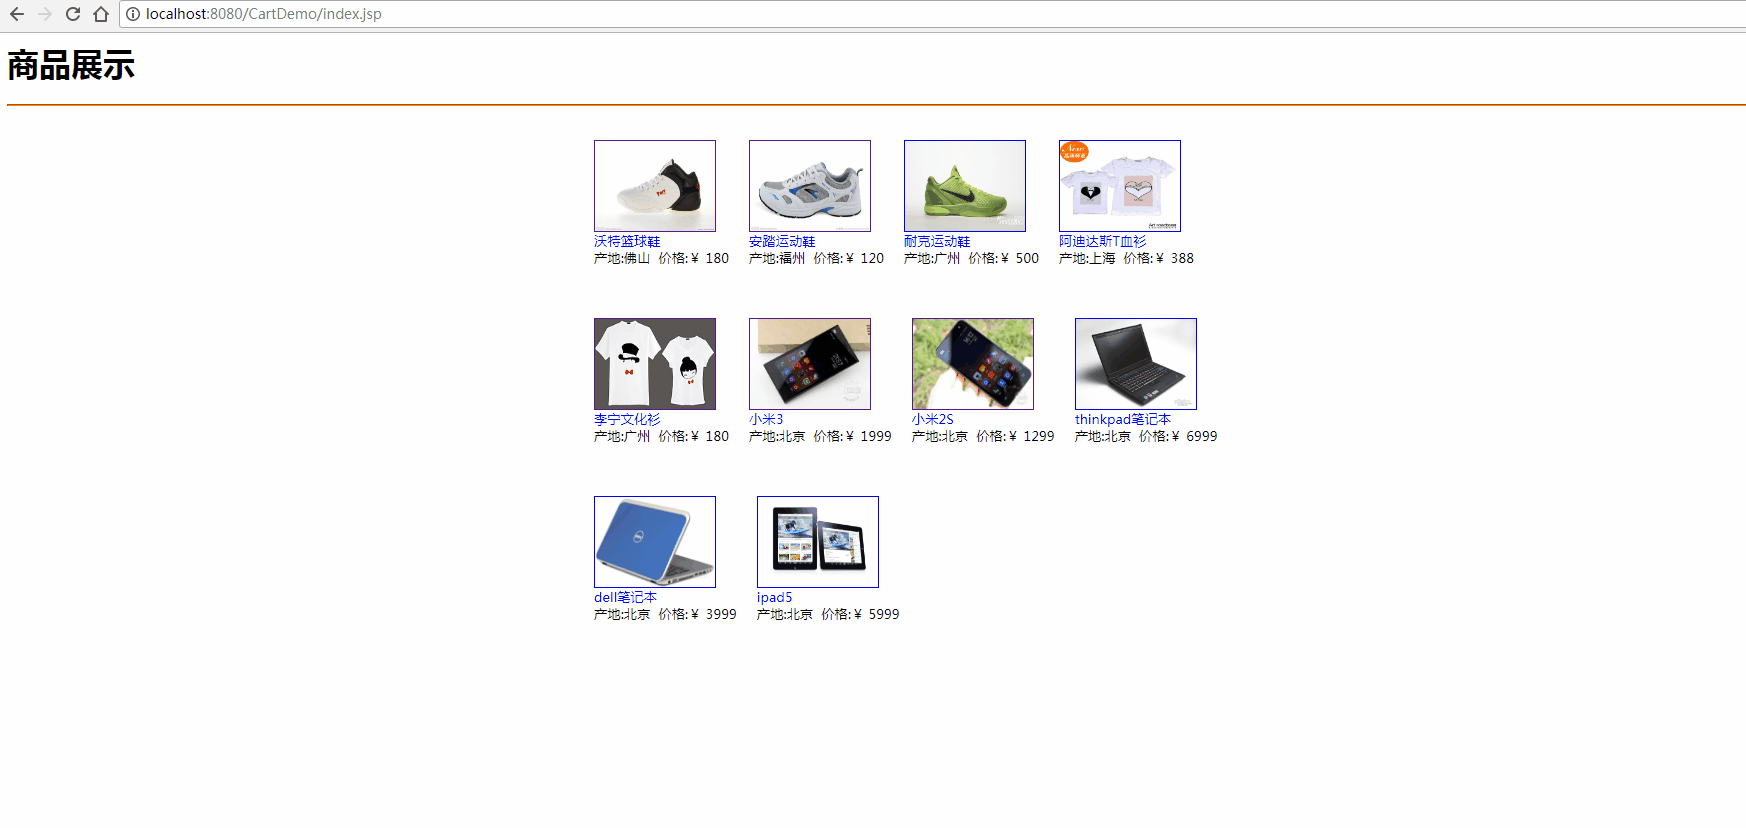 localhost:8080/CartDemo/index.jsp
商品展示
New
沃特篮球鞋 安踏运动鞋 耐克运动鞋 阿迪达斯T血衫
产地:佛山 价格:¥ 180 产地:福州 价格:¥ 120 产地:广州 价格:¥ 500 产地:上海 价格:¥ 388
李宁文化衫 小米3 小米2S thinkpad笔记本
产地:广州 价格:¥ 180 产地:北京 价格:¥ 1999 产地:北京 价格:¥ 1299 产地:北京 价格:¥ 6999
DELL
dell笔记本 ipad5
产地:北京 价格:¥ 3999 产地:北京 价格:¥ 5999